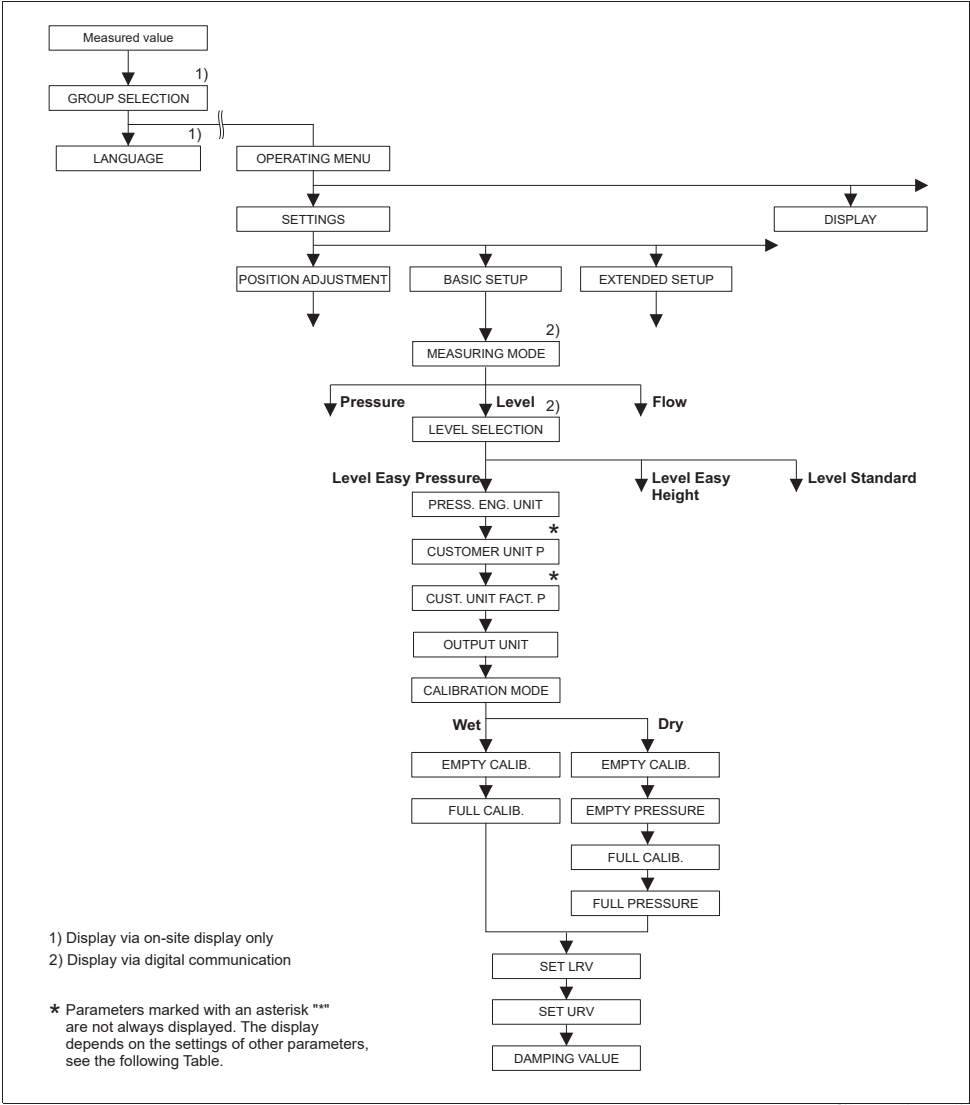 Measured value
1)
GROUP SELECTION
1)
LANGUAGE
OPERATING MENU
SETTINGS
DISPLAY
POSITION ADJUSTMENT
BASIC SETUP
EXTENDED SETUP
2)
MEASURING MODE
Pressure
Level
2)
Flow
LEVEL SELECTION
Level Easy Pressure
Level Easy
Height
Level Standard
PRESS. ENG. UNIT
*
CUSTOMER UNIT P
*
CUST. UNIT FACT. P
OUTPUT UNIT
CALIBRATION MODE
Wet
Dry
EMPTY CALIB.
EMPTY CALIB.
FULL CALIB.
EMPTY PRESSURE
FULL CALIB.
FULL PRESSURE
SET LRV
SET URV
DAMPING VALUE
1) Display via on-site display only
2) Display via digital communication
* Parameters marked with an asterisk "*"
are not always displayed. The display
depends on the settings of other parameters,
see the following Table.